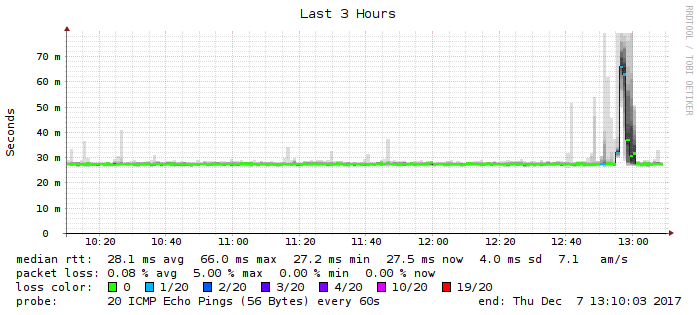 Last 3 Hours
RRDTOOL / TOBI OETIKER
Seconds
70 m
60 m
50 m
40 m
30 m
20 m
10 m
0
10:20 10:40 11:00 11:20 11:40 12:00 12:20 12:40 13:00
median rtt: 28.1 ms avg 66.0 ms max 27.2 ms min 27.5 ms now 4.0 ms sd 7.1 am/s
packet loss: 0.08 % avg 5.00 % max 0.00 % min 0.00 % now
loss color: 0 1/20 2/20 3/20 4/20 10/20 19/20
probe: 20 ICMP Echo Pings (56 Bytes) every 60s end: Thu Dec 7 13:10:03 2017